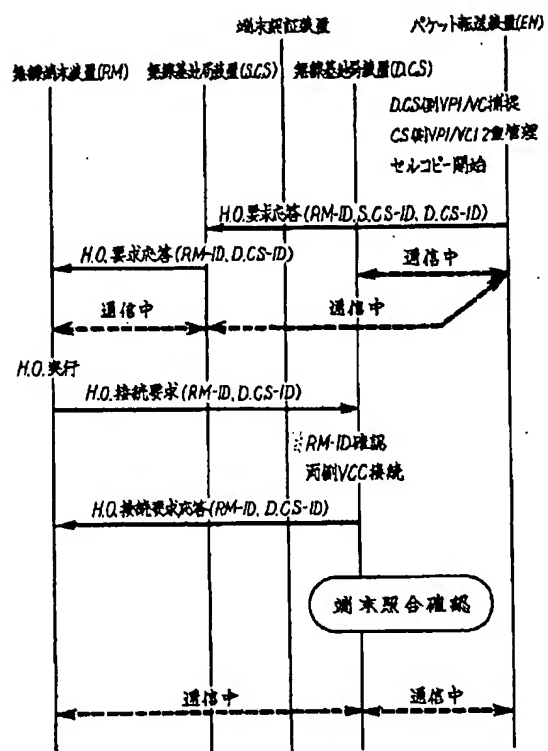 端末認証装置
パケット転送装置(EN)
無線端末装置(RM)
無線基地局装置(S.CS)
無線基地局装置(D.CS)
D.CS側VPI/VC捕捉
CS側VPI/VCI 2重管理
セルコピー開始
H.O.要求応答(RM-ID, S.CS-ID, D.CS-ID)
H.O.要求応答(RM-ID, D.CS-ID)
通信中
通信中
通信中
H.O.実行
H.O.接続要求(RM-ID, D.CS-ID)
RM-ID確認
両側VCC接続
H.O.接続要求応答(RM-ID, D.CS-ID)
端末照合確認
通信中
通信中